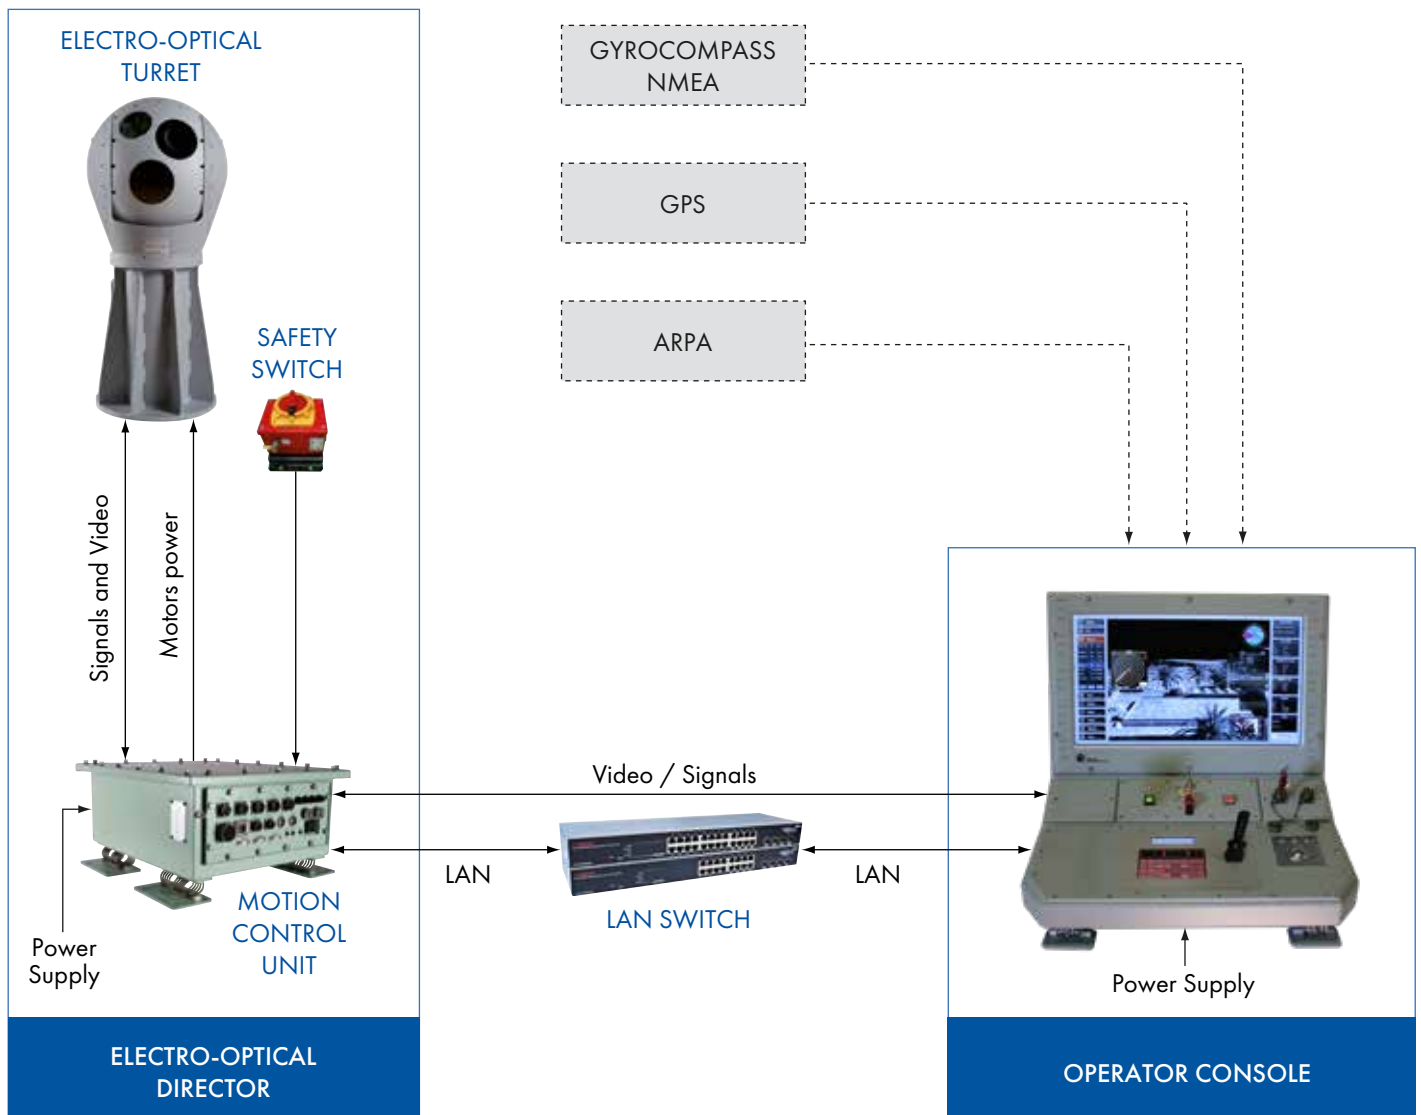 ELECTRO-OPTICAL
TURRET
GYROCOMPASS
NMEA
GPS
ARPA
SAFETY
SWITCH
Signals and Video
Motors power
Video / Signals
LAN
LAN
LAN SWITCH
MOTION
CONTROL
UNIT
Power
Supply
Power Supply
ELECTRO-OPTICAL
DIRECTOR
OPERATOR CONSOLE